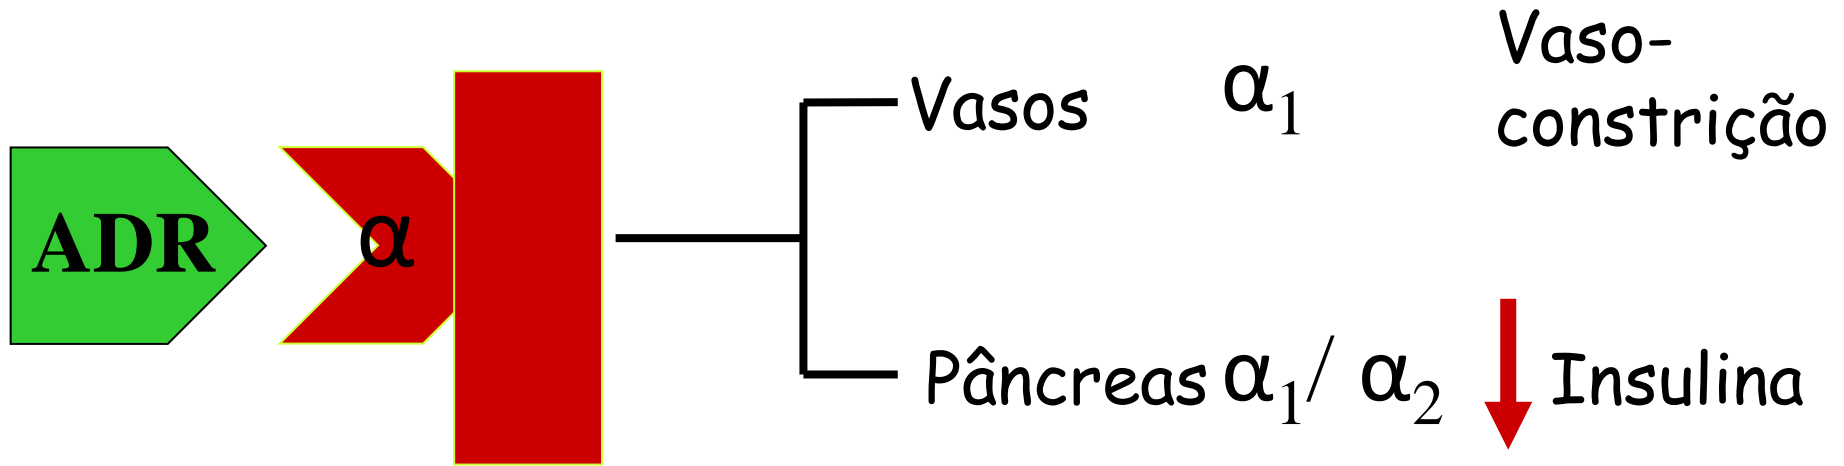 ADR
α
Vasos α₁ Vaso-
constrição
Pâncreas α₁/ α₂ Insulina